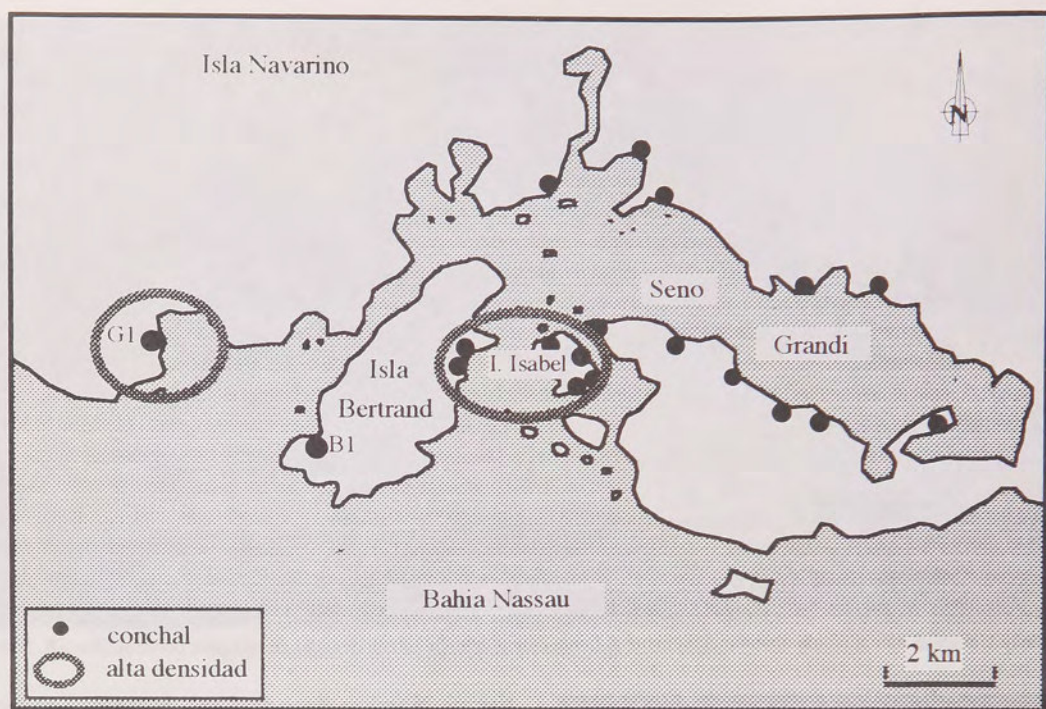 Isla Navarino
N
Seno
Grandi
G1
I. Isabel
Isla
Bertrand
B1
Bahia Nassau
conchal
alta densidad
2 km